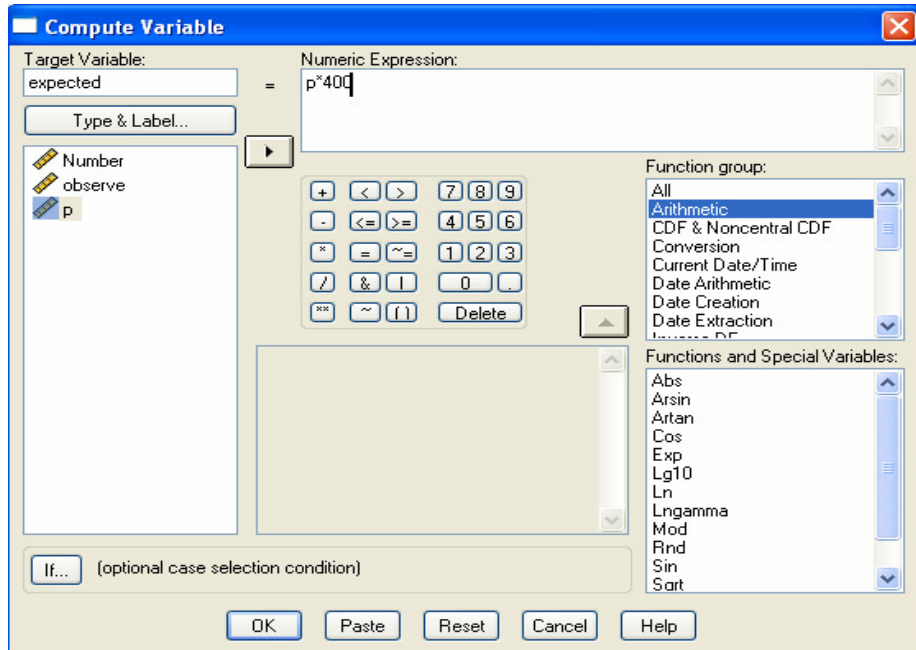 Compute Variable
Target Variable:
expected
=
Numeric Expression:
p*400
Type & Label...
Number
observe
p
+ < > 7 8 9
- <= >= 4 5 6
* = ~= 1 2 3
/ & | 0 .
** ~ () Delete
Function group:
All
Arithmetic
CDF & Noncentral CDF
Conversion
Current Date/Time
Date Arithmetic
Date Creation
Date Extraction
Inverse DF
Functions and Special Variables:
Abs
Arsin
Artan
Cos
Exp
Lg10
Ln
Lngamma
Mod
Rnd
Sin
Sqrt
If... (optional case selection condition)
OK Paste Reset Cancel Help